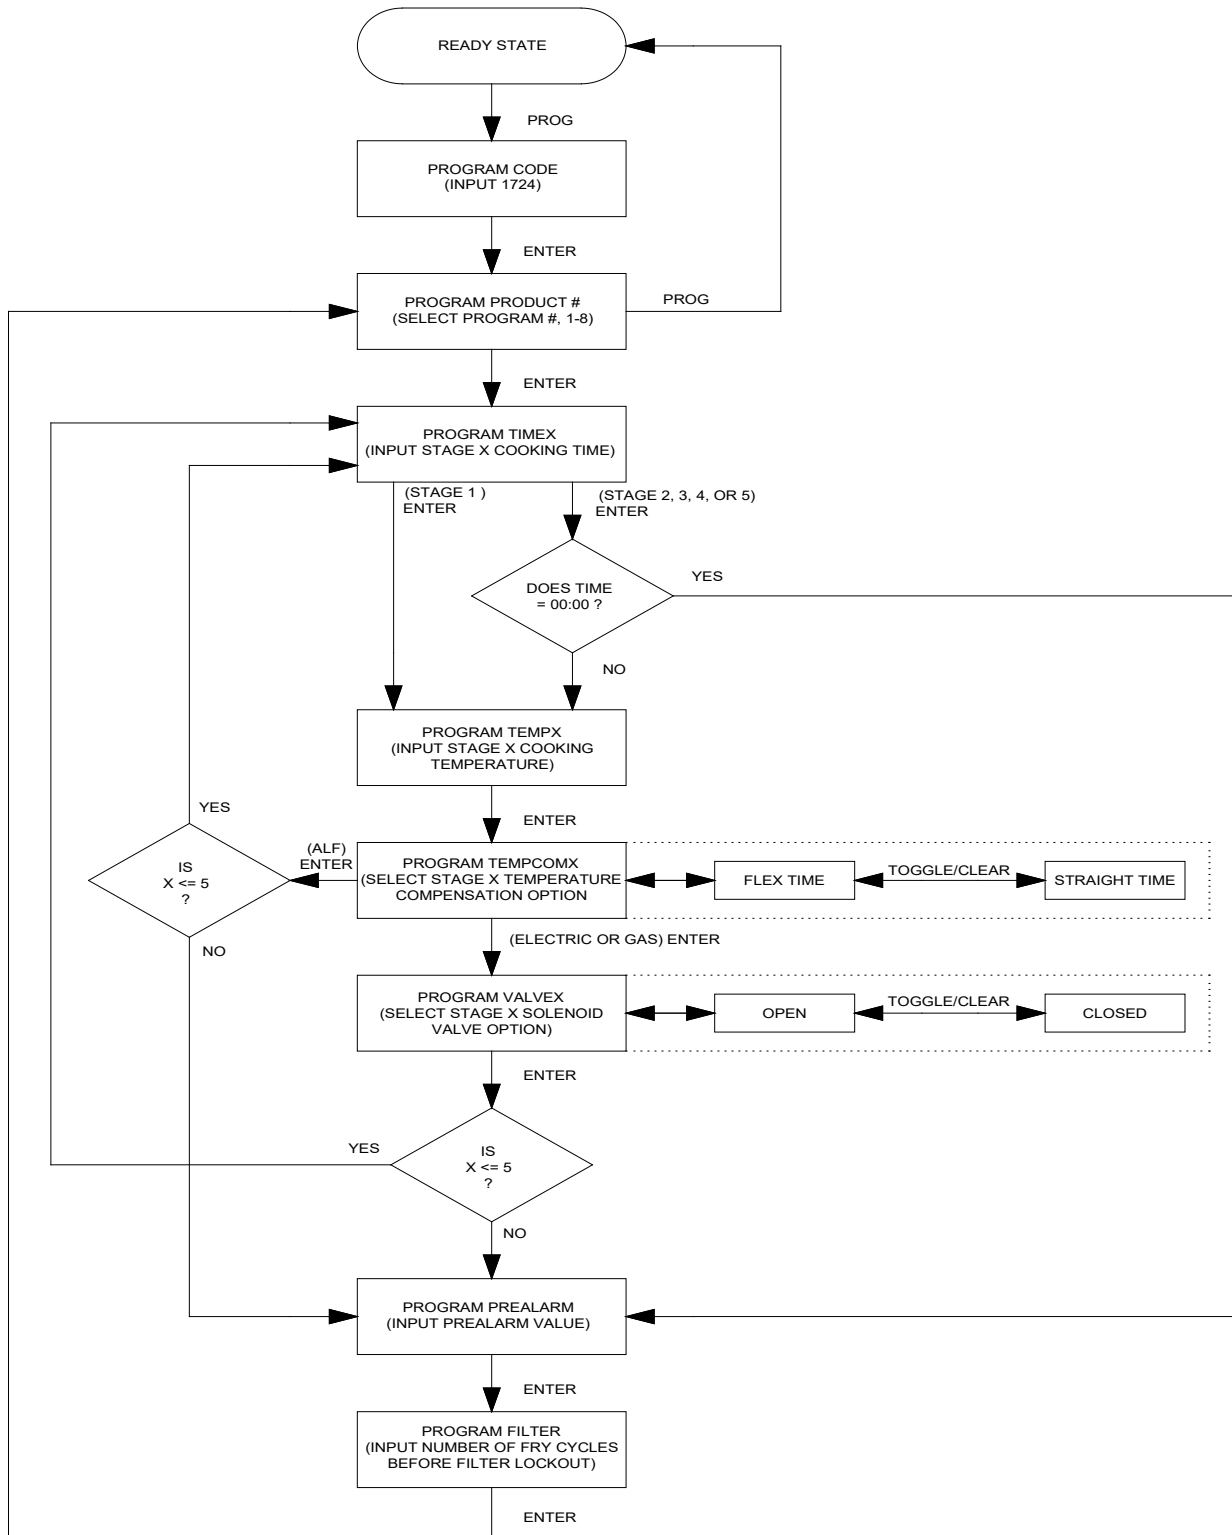 READY STATE
PROG
PROGRAM CODE
(INPUT 1724)
ENTER
PROGRAM PRODUCT #
(SELECT PROGRAM #, 1-8)
PROG
ENTER
PROGRAM TIMEX
(INPUT STAGE X COOKING TIME)
(STAGE 1 )
ENTER
(STAGE 2, 3, 4, OR 5)
ENTER
DOES TIME
= 00:00 ?
YES
NO
PROGRAM TEMPX
(INPUT STAGE X COOKING
TEMPERATURE)
ENTER
YES
IS
X <= 5
?
NO
(ALF)
ENTER
PROGRAM TEMPCOMX
(SELECT STAGE X TEMPERATURE
COMPENSATION OPTION
FLEX TIME
TOGGLE/CLEAR
STRAIGHT TIME
(ELECTRIC OR GAS) ENTER
PROGRAM VALVEX
(SELECT STAGE X SOLENOID
VALVE OPTION)
OPEN
TOGGLE/CLEAR
CLOSED
ENTER
YES
IS
X <= 5
?
NO
PROGRAM PREALARM
(INPUT PREALARM VALUE)
ENTER
PROGRAM FILTER
(INPUT NUMBER OF FRY CYCLES
BEFORE FILTER LOCKOUT)
ENTER